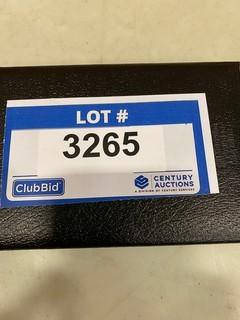 LOT #
3265
ClubBid
CENTURY
AUCTIONS
A DIVISION OF CENTURY SERVICES